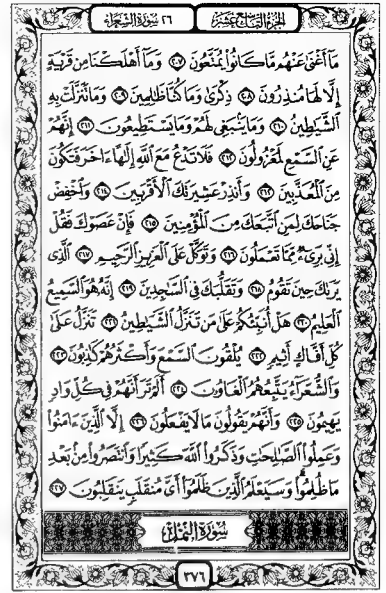 الجزء التاسع عشر ٢٦ سورة الشعراء
مَآ أَغْنَىٰ عَنْهُم مَّا كَانُوا۟ يُمَتَّعُونَ ٢٠٧ وَمَآ أَهْلَكْنَا مِن قَرْيَةٍ
إِلَّا لَهَا مُنذِرُونَ ٢٠٨ ذِكْرَىٰ وَمَا كُنَّا ظَٰلِمِينَ ٢٠٩ وَمَا تَنَزَّلَتْ بِهِ
ٱلشَّيَٰطِينُ ٢١٠ وَمَا يَنۢبَغِى لَهُمْ وَمَا يَسْتَطِيعُونَ ٢١١ إِنَّهُمْ
عَنِ ٱلسَّمْعِ لَمَعْزُولُونَ ٢١٢ فَلَا تَدْعُ مَعَ ٱللَّهِ إِلَٰهًا ءَاخَرَ فَتَكُونَ
مِنَ ٱلْمُعَذَّبِينَ ٢١٣ وَأَنذِرْ عَشِيرَتَكَ ٱلْأَقْرَبِينَ ٢١٤ وَٱخْفِضْ
جَنَاحَكَ لِمَنِ ٱتَّبَعَكَ مِنَ ٱلْمُؤْمِنِينَ ٢١٥ فَإِنْ عَصَوْكَ فَقُلْ
إِنِّى بَرِىٓءٌ مِّمَّا تَعْمَلُونَ ٢١٦ وَتَوَكَّلْ عَلَى ٱلْعَزِيزِ ٱلرَّحِيمِ ٢١٧ ٱلَّذِى
يَرَىٰكَ حِينَ تَقُومُ ٢١٨ وَتَقَلُّبَكَ فِى ٱلسَّٰجِدِينَ ٢١٩ إِنَّهُۥ هُوَ ٱلسَّمِيعُ
ٱلْعَلِيمُ ٢٢٠ هَلْ أُنَبِّئُكُمْ عَلَىٰ مَن تَنَزَّلُ ٱلشَّيَٰطِينُ ٢٢١ تَنَزَّلُ عَلَىٰ
كُلِّ أَفَّاكٍ أَثِيمٍ ٢٢٢ يُلْقُونَ ٱلسَّمْعَ وَأَكْثَرُهُمْ كَٰذِبُونَ ٢٢٣
وَٱلشُّعَرَآءُ يَتَّبِعُهُمُ ٱلْغَاوُۥنَ ٢٢٤ أَلَمْ تَرَ أَنَّهُمْ فِى كُلِّ وَادٍ
يَهِيمُونَ ٢٢٥ وَأَنَّهُمْ يَقُولُونَ مَا لَا يَفْعَلُونَ ٢٢٦ إِلَّا ٱلَّذِينَ ءَامَنُوا۟
وَعَمِلُوا۟ ٱلصَّٰلِحَٰتِ وَذَكَرُوا۟ ٱللَّهَ كَثِيرًا وَٱنتَصَرُوا۟ مِنۢ بَعْدِ
مَا ظُلِمُوا۟ وَسَيَعْلَمُ ٱلَّذِينَ ظَلَمُوٓا۟ أَىَّ مُنقَلَبٍ يَنقَلِبُونَ ٢٢٧
سورة النمل
٣٧٦